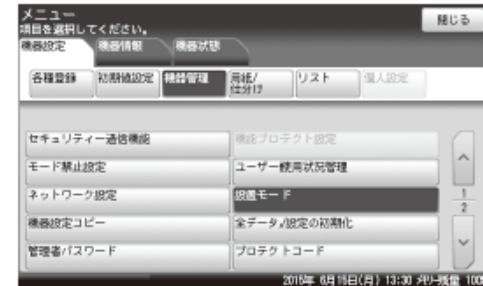 メニュー
項目を選択してください。
閉じる
機器設定
機器情報
機器状態
各種登録
初期値設定
機器管理
用紙/
仕分け
リスト
個人設定
セキュリティー通信機能
機能プロテクト設定
モード禁止設定
ユーザー使用状況管理
ネットワーク設定
設置モード
機器設定コピー
全データ/設定の初期化
管理者パスワード
プロテクトコード
1
2
2015年 6月15日(月) 13:30 メモリー残量 100